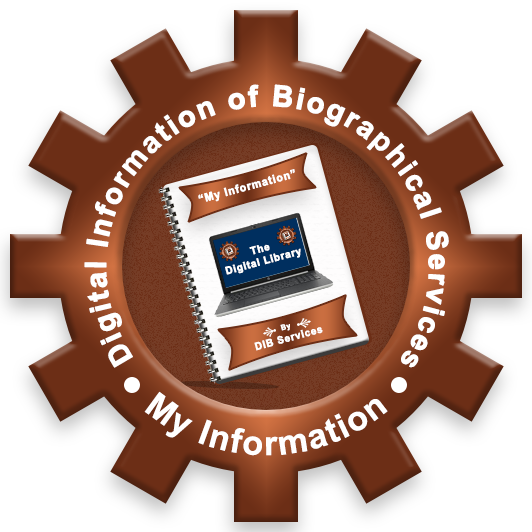 Digital Information of Biographical Services
"My Information"
The
Digital Library
By
DIB Services
• My Information •